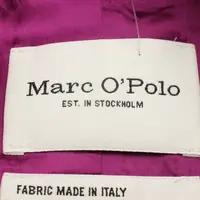 Marc O'Polo
EST. IN STOCKHOLM
FABRIC MADE IN ITALY